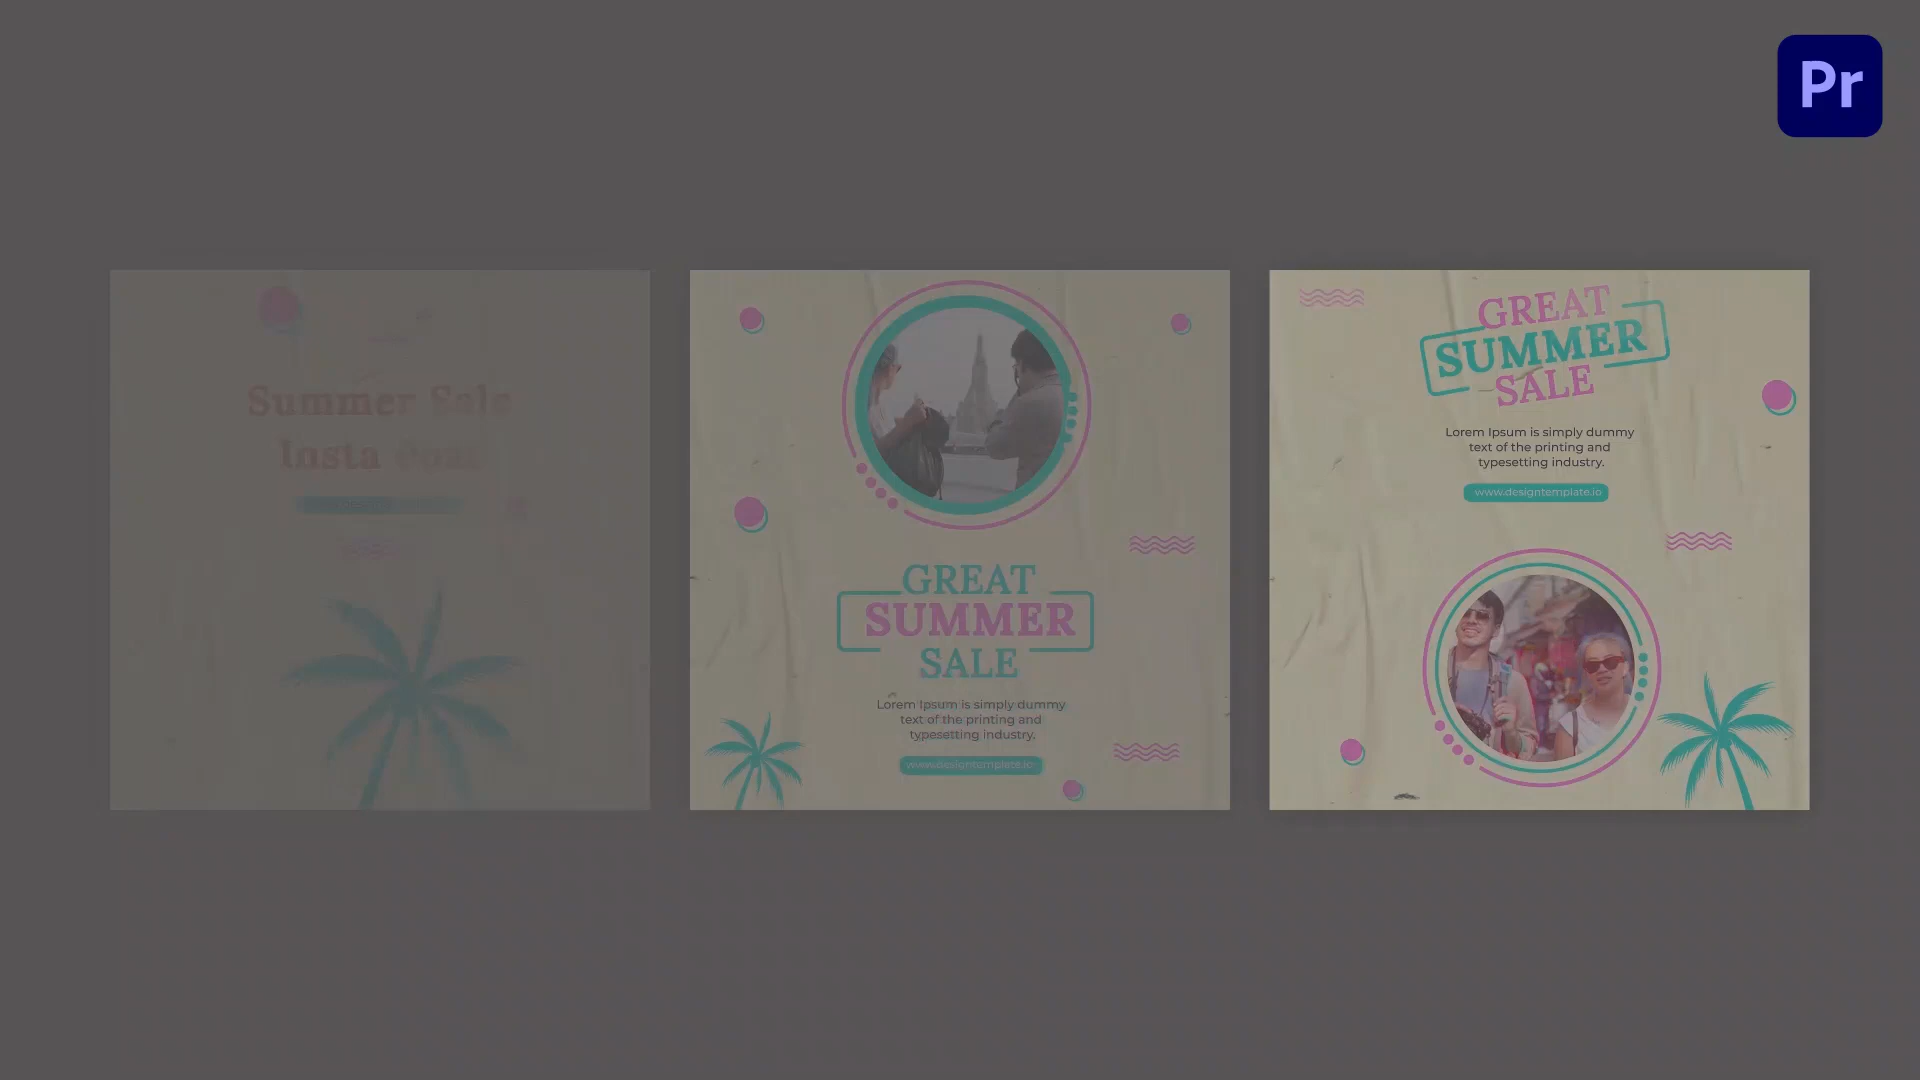 Pr
Summer Sale
Insta Post
GREAT
SUMMER
SALE
Lorem Ipsum is simply dummy
text of the printing and
typesetting industry.
www.designtemplate.io
GREAT
SUMMER
SALE
Lorem Ipsum is simply dummy
text of the printing and
typesetting industry.
www.designtemplate.io